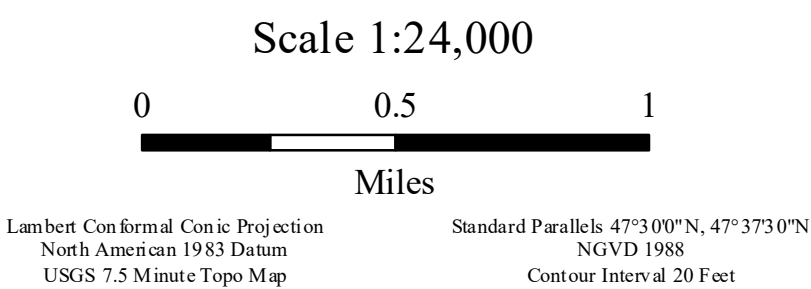 Scale 1:24,000
0 0.5 1
Miles
Lambert Conformal Conic Projection
North American 1983 Datum
USGS 7.5 Minute Topo Map
Standard Parallels 47°30'0"N, 47°37'30"N
NGVD 1988
Contour Interval 20 Feet